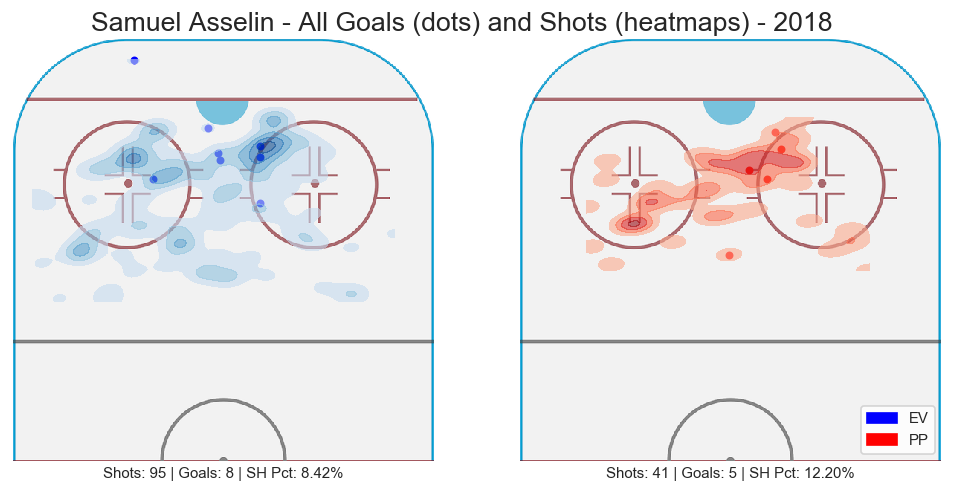 Samuel Asselin - All Goals (dots) and Shots (heatmaps) - 2018
EV
PP
Shots: 95 | Goals: 8 | SH Pct: 8.42%
Shots: 41 | Goals: 5 | SH Pct: 12.20%